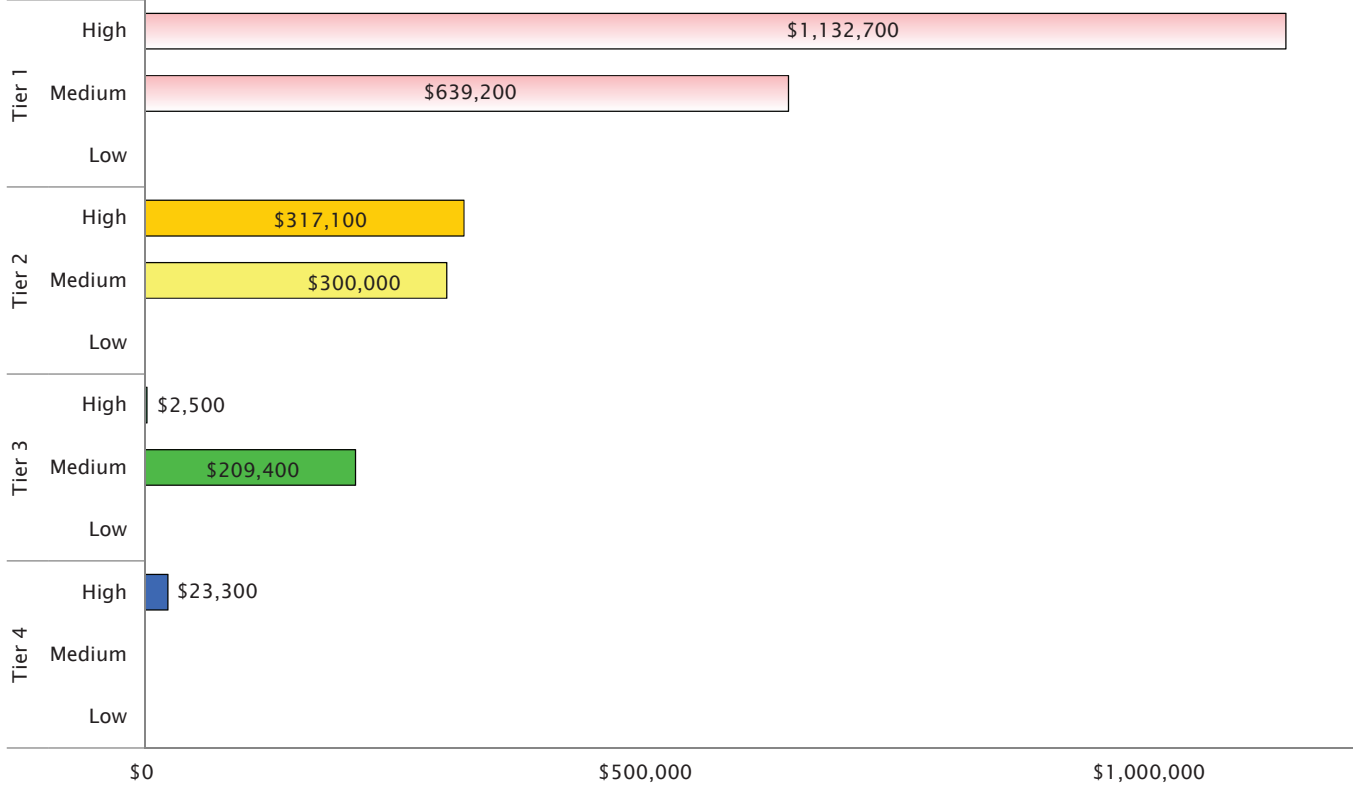 Tier 1
High $1,132,700
Medium $639,200
Low
Tier 2
High $317,100
Medium $300,000
Low
Tier 3
High $2,500
Medium $209,400
Low
Tier 4
High $23,300
Medium
Low
$0 $500,000 $1,000,000